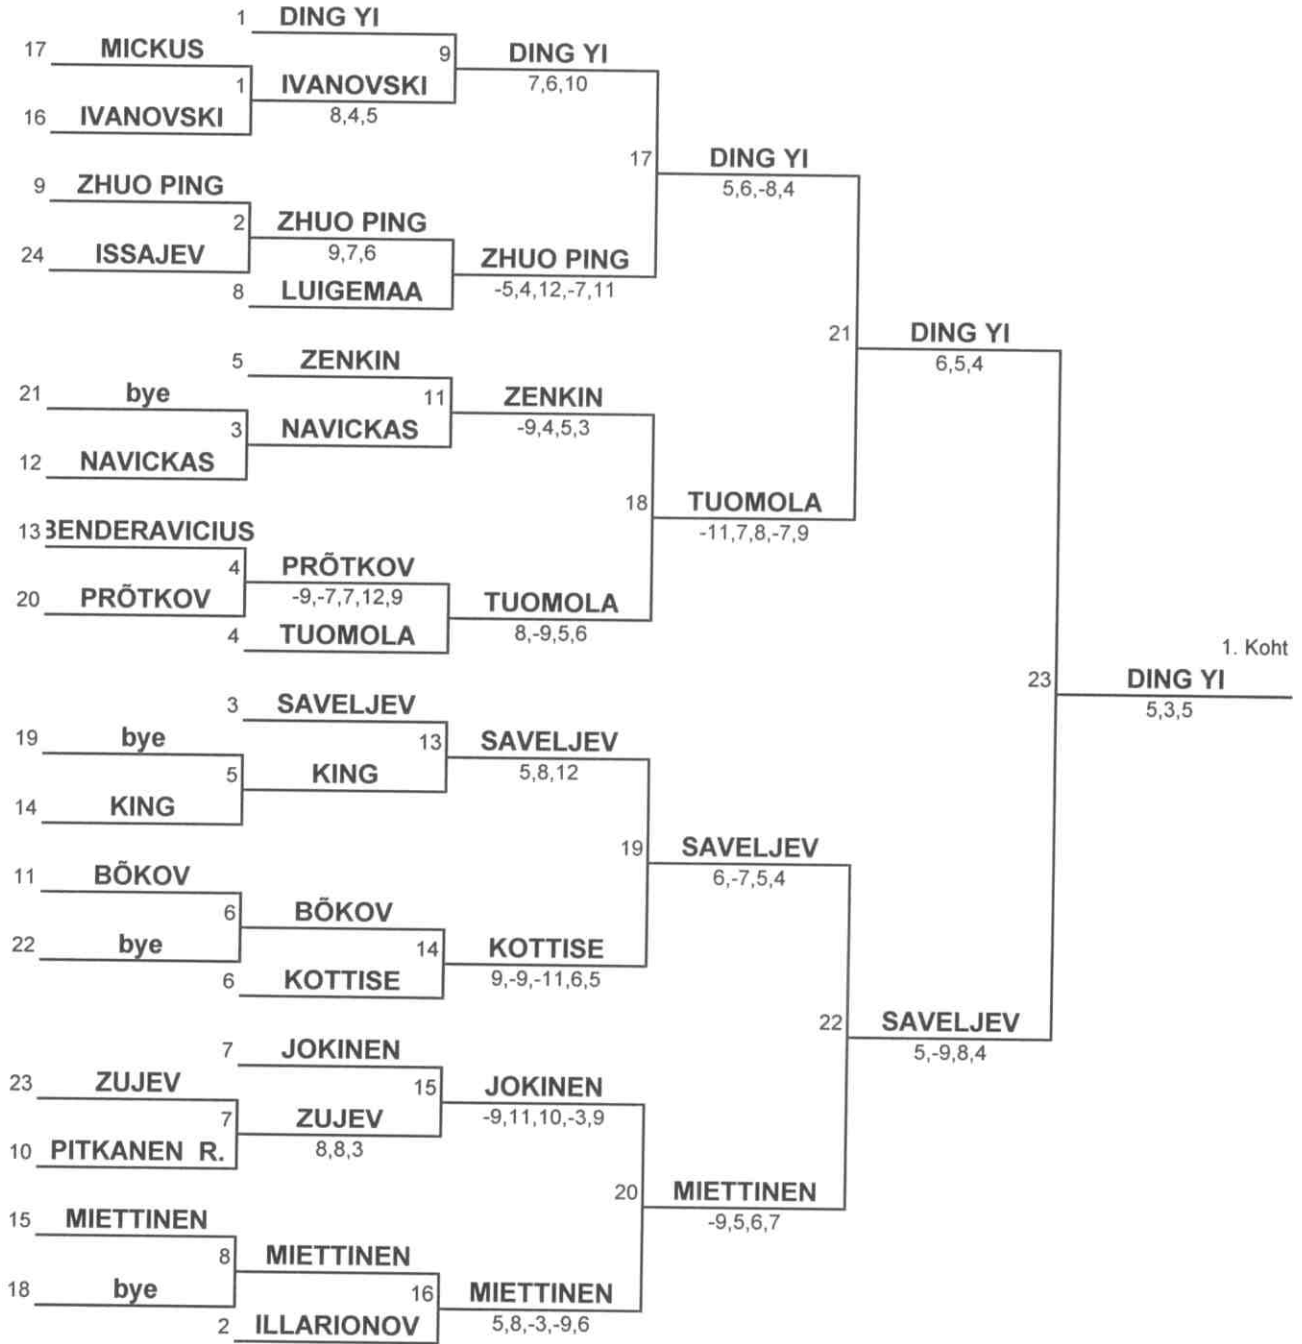 1 DING YI
17 MICKUS
9 DING YI
1 IVANOVSKI 7,6,10
16 IVANOVSKI 8,4,5
17 DING YI
9 ZHUO PING 5,6,-8,4
2 ZHUO PING
24 ISSAJEV 9,7,6 ZHUO PING
8 LUIGEMAA -5,4,12,-7,11
21 DING YI
5 ZENKIN 6,5,4
21 bye 11 ZENKIN
3 NAVICKAS -9,4,5,3
12 NAVICKAS
18 TUOMOLA
13 BENDERAVICIUS -11,7,8,-7,9
4 PRÕTKOV
20 PRÕTKOV -9,-7,7,12,9 TUOMOLA
4 TUOMOLA 8,-9,5,6
1. Koht
23 DING YI
3 SAVELJEV 5,3,5
19 bye 13 SAVELJEV
5 KING 5,8,12
14 KING
19 SAVELJEV
11 BÕKOV 6,-7,5,4
6 BÕKOV
22 bye 14 KOTTISE
6 KOTTISE 9,-9,-11,6,5
22 SAVELJEV
7 JOKINEN 5,-9,8,4
23 ZUJEV 15 JOKINEN
7 ZUJEV -9,11,10,-3,9
10 PITKANEN R. 8,8,3
20 MIETTINEN
15 MIETTINEN -9,5,6,7
8 MIETTINEN
18 bye 16 MIETTINEN
2 ILLARIONOV 5,8,-3,-9,6